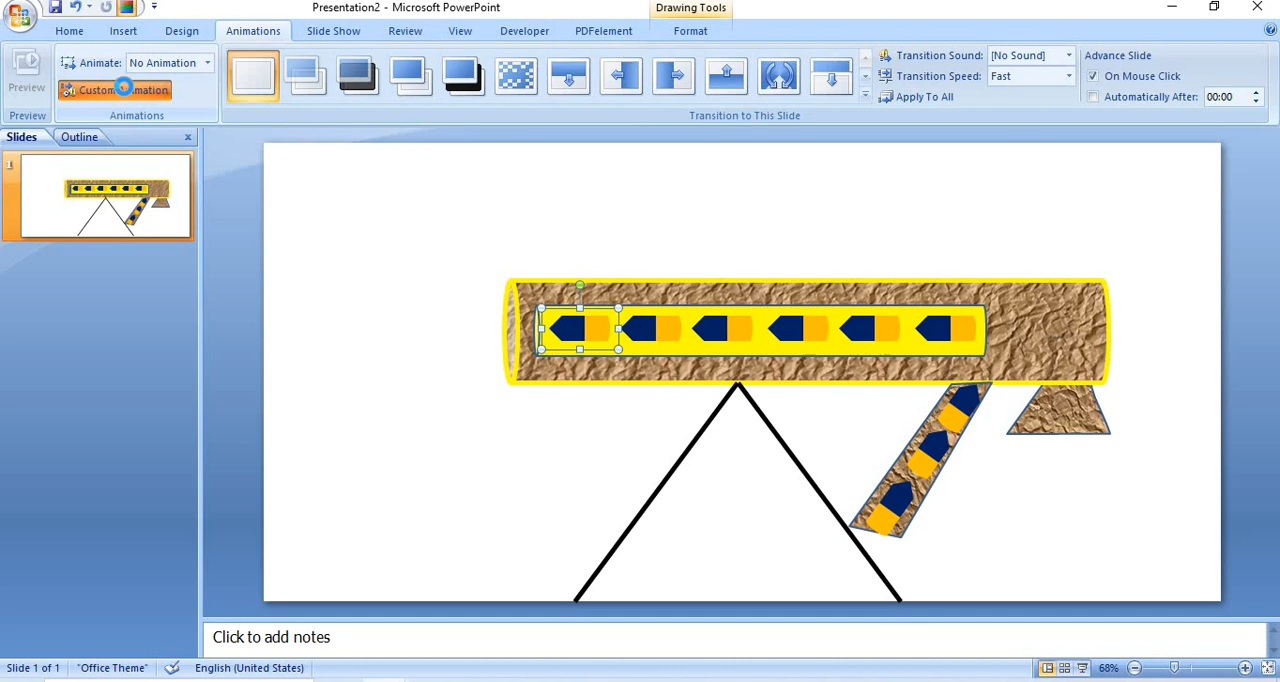 Presentation2 - Microsoft PowerPoint
Drawing Tools
Home Insert Design Animations Slide Show Review View Developer PDFelement Format
Preview
Animate: No Animation
Transition Sound: [No Sound]
Advance Slide
Transition Speed: Fast
On Mouse Click
Custom Animation
Apply To All
Automatically After: 00:00
Preview
Animations
Transition to This Slide
Slides Outline
1
Click to add notes
Slide 1 of 1 "Office Theme" English (United States) 68%